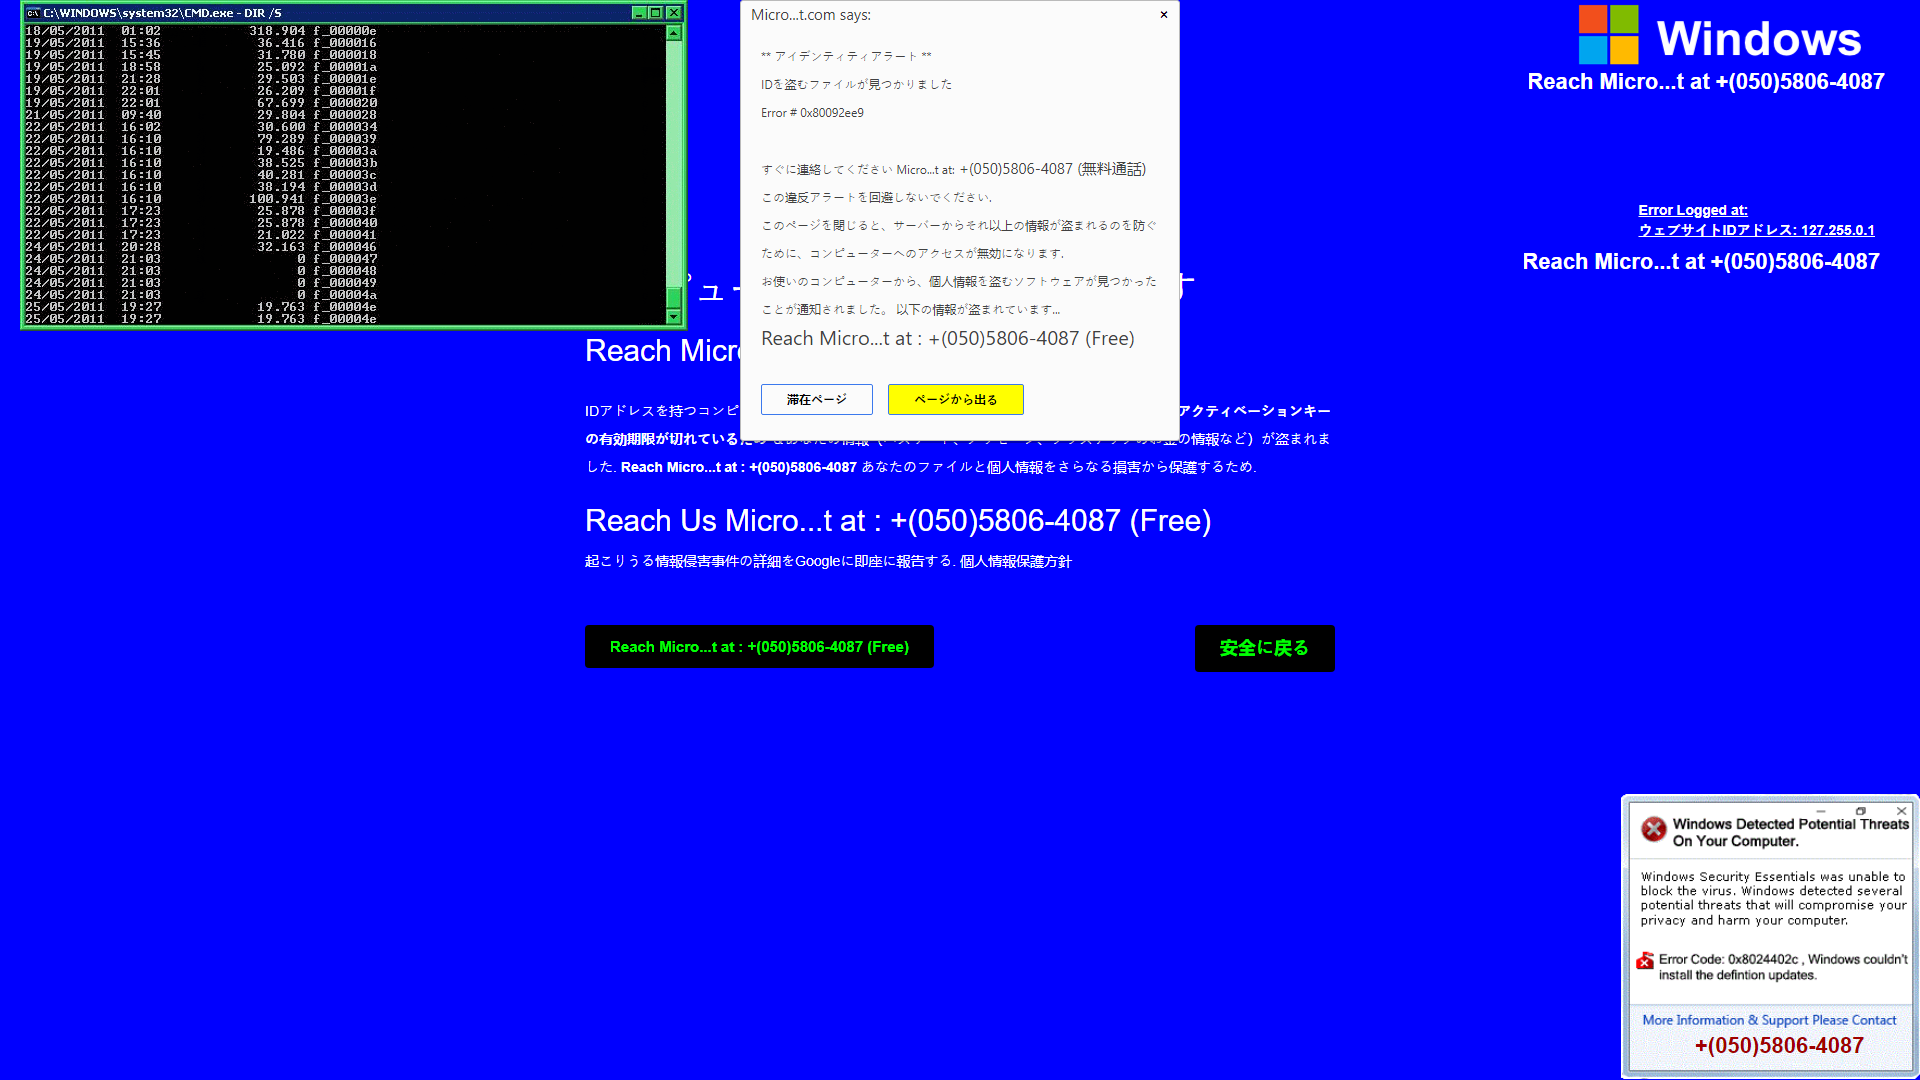 C:\WINDOWS\system32\CMD.exe - DIR /S
18/05/2011 01:02 318.904 f_00000e
19/05/2011 15:36 36.416 f_000016
19/05/2011 15:45 31.780 f_000018
19/05/2011 18:58 25.092 f_00001a
19/05/2011 21:28 29.503 f_00001e
19/05/2011 22:01 26.209 f_00001f
19/05/2011 22:01 67.699 f_000020
21/05/2011 09:40 29.804 f_000028
22/05/2011 16:02 30.600 f_000034
22/05/2011 16:10 79.289 f_000039
22/05/2011 16:10 19.486 f_00003a
22/05/2011 16:10 38.525 f_00003b
22/05/2011 16:10 40.281 f_00003c
22/05/2011 16:10 38.194 f_00003d
22/05/2011 16:10 100.941 f_00003e
22/05/2011 17:23 25.878 f_00003f
22/05/2011 17:23 25.878 f_000040
22/05/2011 17:23 21.022 f_000041
24/05/2011 20:28 32.163 f_000046
24/05/2011 21:03 0 f_000047
24/05/2011 21:03 0 f_000048
24/05/2011 21:03 0 f_000049
24/05/2011 21:03 0 f_00004a
25/05/2011 19:27 19.763 f_00004e
25/05/2011 19:27 19.763 f_00004e
Micro...t.com says:
** アイデンティティアラート **
IDを盗むファイルが見つかりました
Error # 0x80092ee9
すぐに連絡してください Micro...t at: +(050)5806-4087 (無料通話)
この違反アラートを回避しないでください.
このページを閉じると、サーバーからそれ以上の情報が盗まれるのを防ぐ
ために、コンピューターへのアクセスが無効になります.
お使いのコンピューターから、個人情報を盗むソフトウェアが見つかった
ことが通知されました。 以下の情報が盗まれています...
Reach Micro...t at : +(050)5806-4087 (Free)
滞在ページ
ページから出る
Windows
Reach Micro...t at +(050)5806-4087
Error Logged at:
ウェブサイトIDアドレス: 127.255.0.1
Reach Micro...t at +(050)5806-4087
Reach Micro
IDアドレスを持つコンピ アクティベーションキー
の有効期限が切れている の情報など）が盗まれま
した. Reach Micro...t at : +(050)5806-4087 あなたのファイルと個人情報をさらなる損害から保護するため.
Reach Us Micro...t at : +(050)5806-4087 (Free)
起こりうる情報侵害事件の詳細をGoogleに即座に報告する. 個人情報保護方針
Reach Micro...t at : +(050)5806-4087 (Free)
安全に戻る
Windows Detected Potential Threats
On Your Computer.
Windows Security Essentials was unable to
block the virus. Windows detected several
potential threats that will compromise your
privacy and harm your computer.
Error Code: 0x8024402c , Windows couldn't
install the defintion updates.
More Information & Support Please Contact
+(050)5806-4087